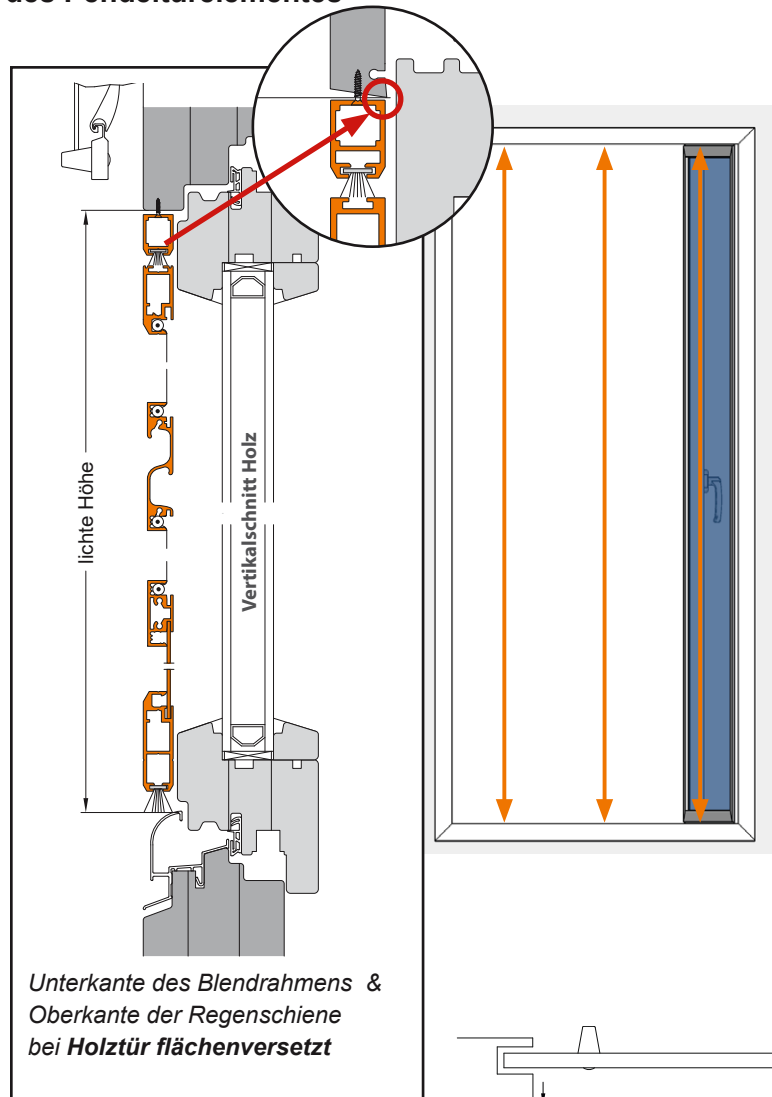 des Pendeltürelementes
lichte Höhe
Vertikalschnitt Holz
Unterkante des Blendrahmens &
Oberkante der Regenschiene
bei Holztür flächenversetzt